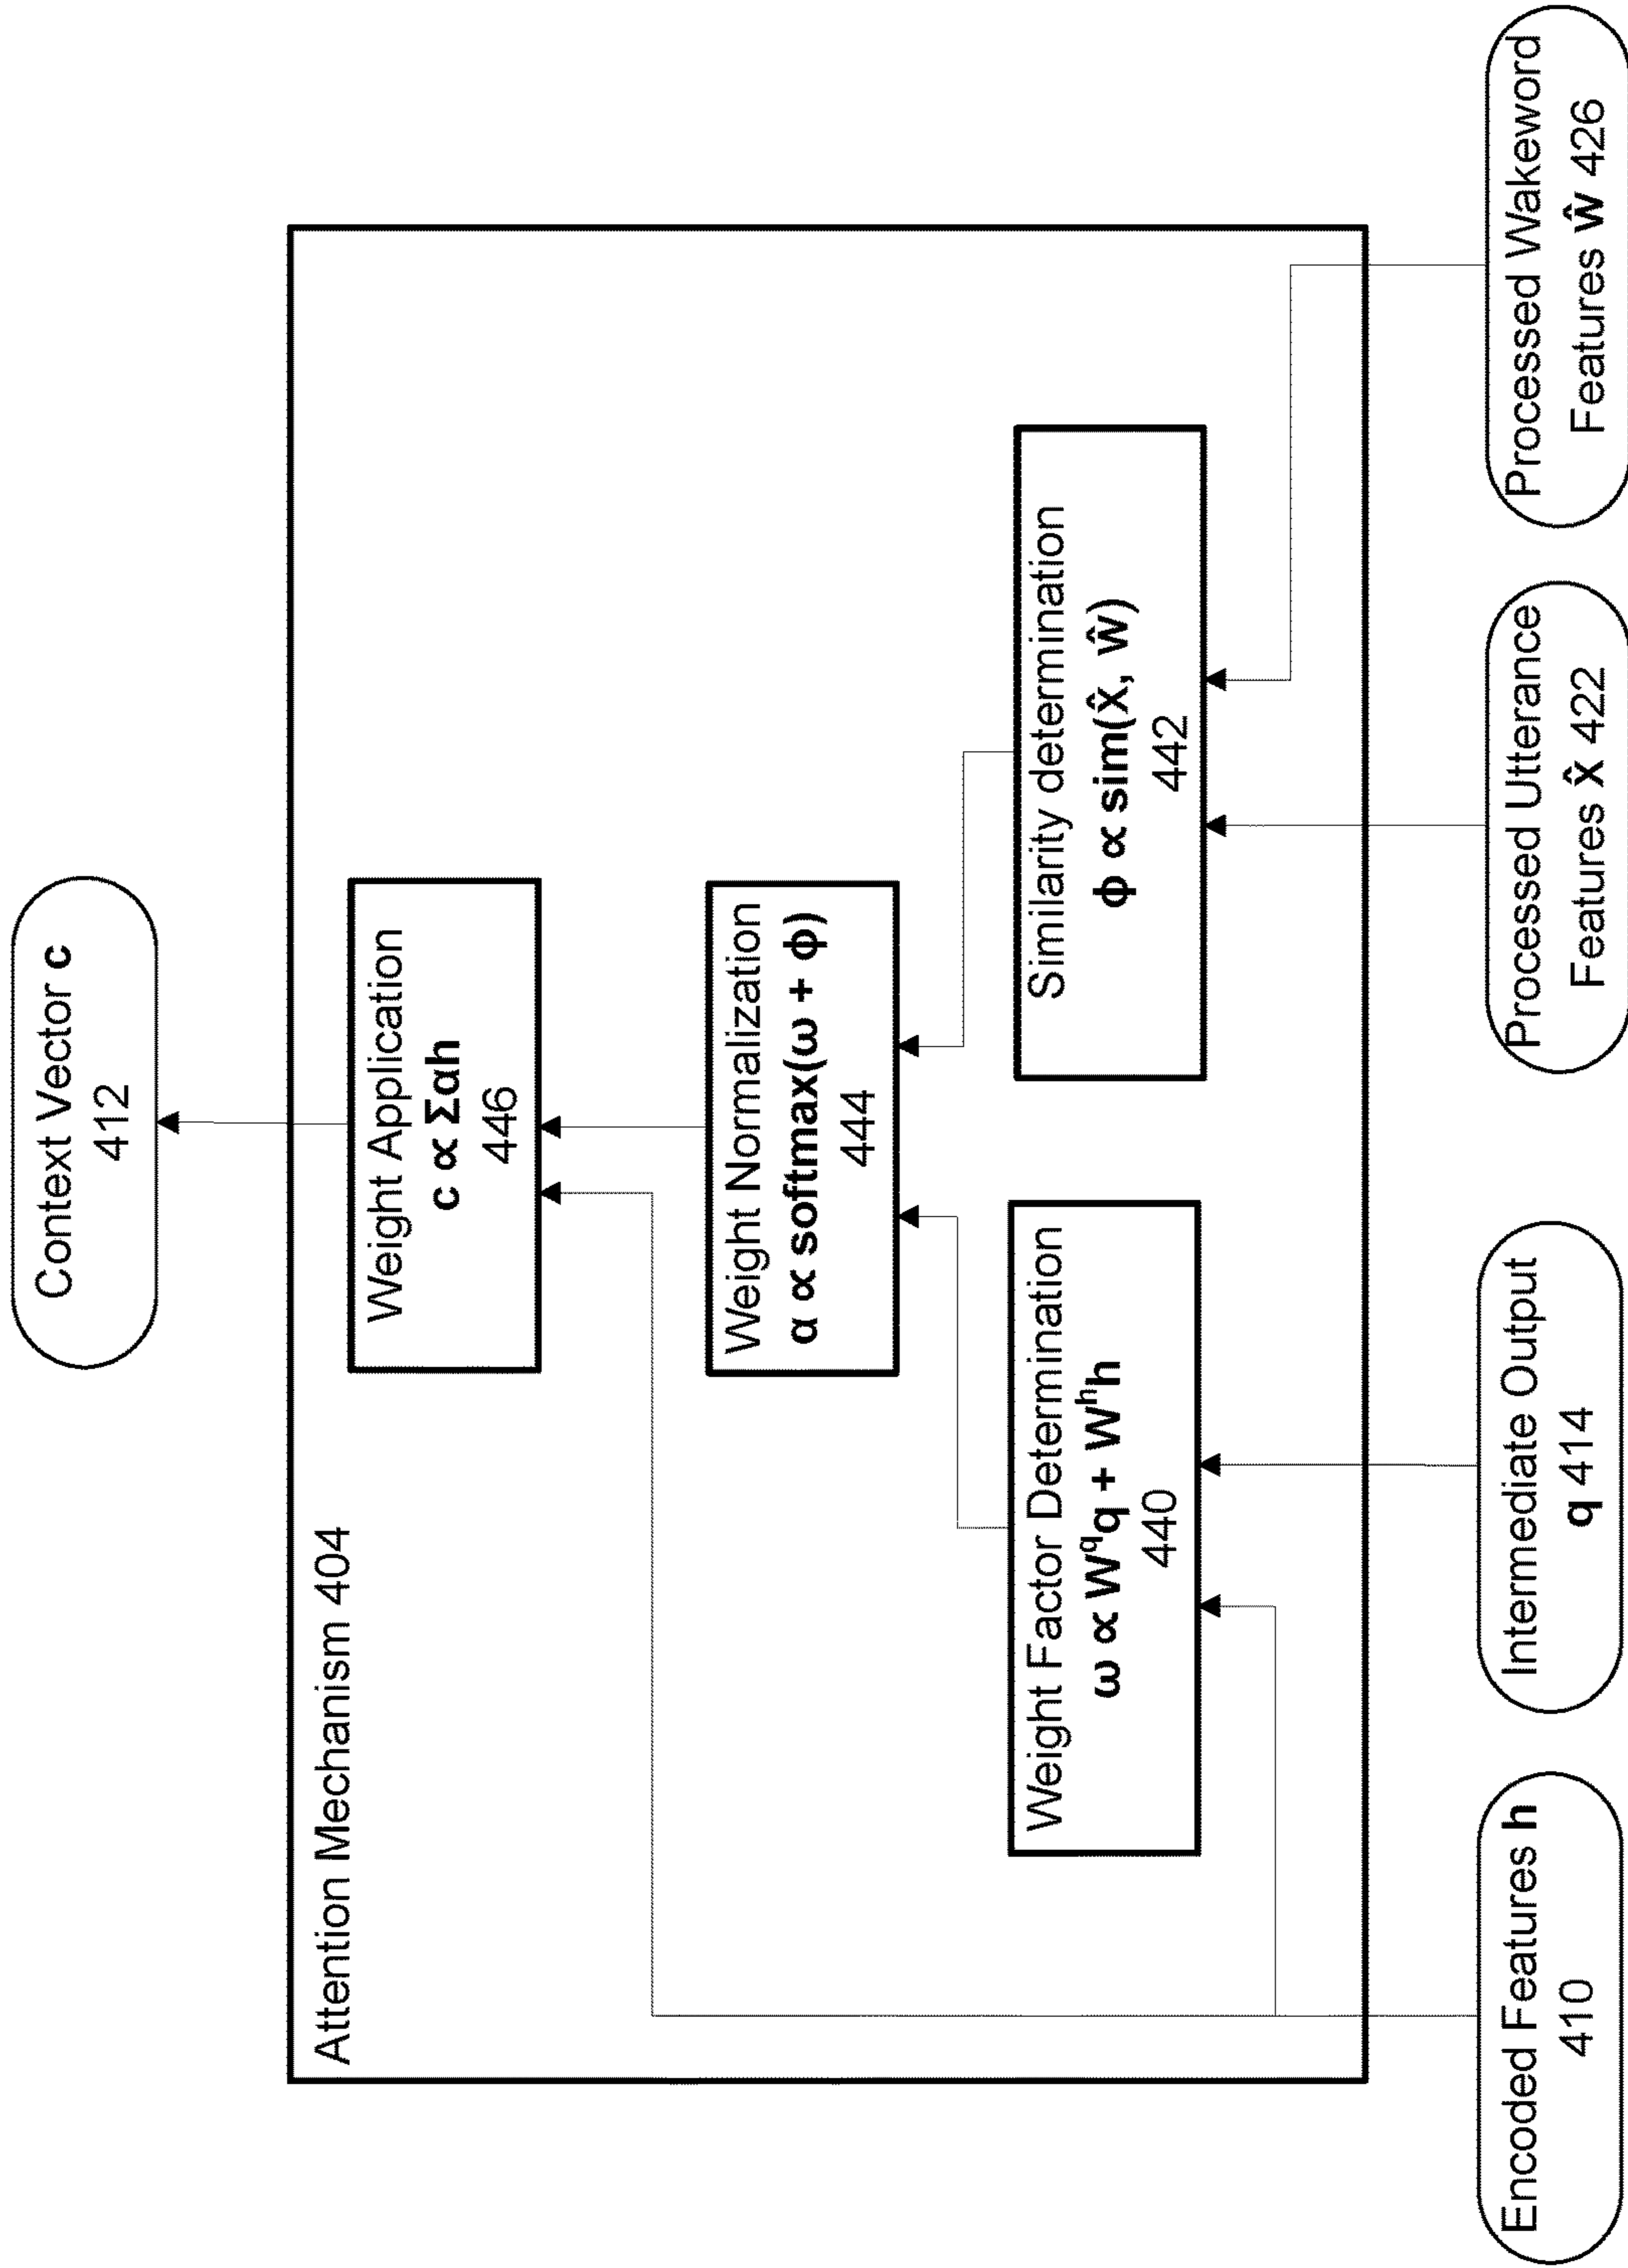 Context Vector c
412
Attention Mechanism 404
Weight Application
c ∝ Σαh
446
Weight Normalization
α ∝ softmax(ω + ϕ)
444
Weight Factor Determination
ω ∝ W^q q + W^h h
440
Similarity determination
ϕ ∝ sim(x̂, ŵ)
442
Encoded Features h
410
Intermediate Output
q 414
Processed Utterance
Features x̂ 422
Processed Wakeword
Features ŵ 426